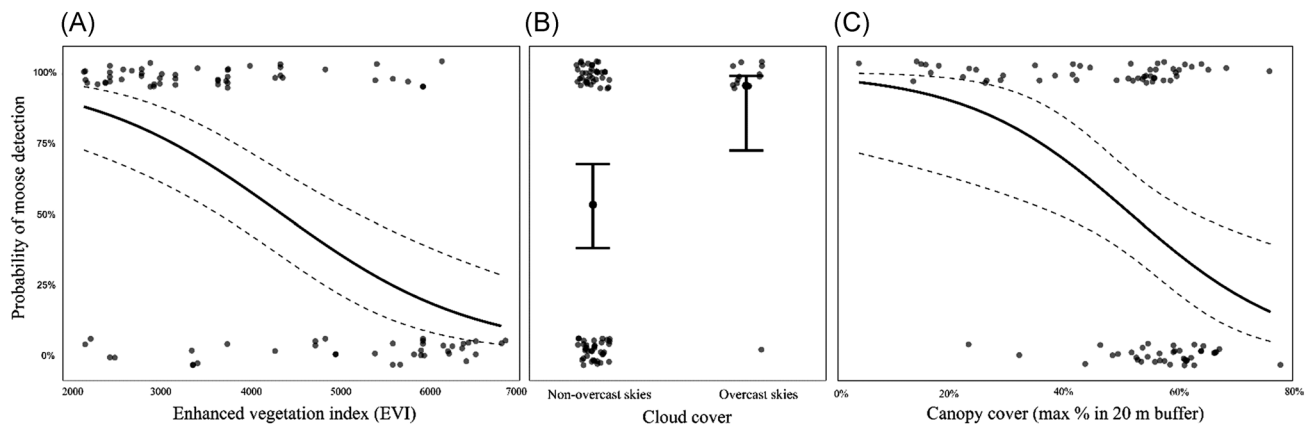 (A)
(B)
(C)
Probability of moose detection
100%
75%
50%
25%
0%
2000 3000 4000 5000 6000 7000
Enhanced vegetation index (EVI)
Non-overcast skies Overcast skies
Cloud cover
0% 20% 40% 60% 80%
Canopy cover (max % in 20 m buffer)